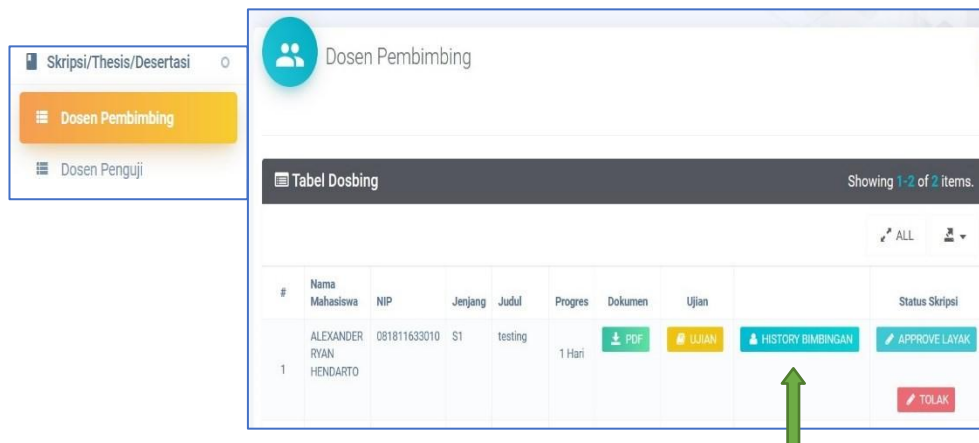 Skripsi/Thesis/Desertasi
Dosen Pembimbing
Dosen Penguji
Dosen Pembimbing
Tabel Dosbing
Showing 1-2 of 2 items.
ALL
# Nama Mahasiswa NIP Jenjang Judul Progres Dokumen Ujian Status Skripsi
1 ALEXANDER RYAN HENDARTO 081811633010 S1 testing 1 Hari PDF UJIAN HISTORY BIMBINGAN APPROVE LAYAK
TOLAK